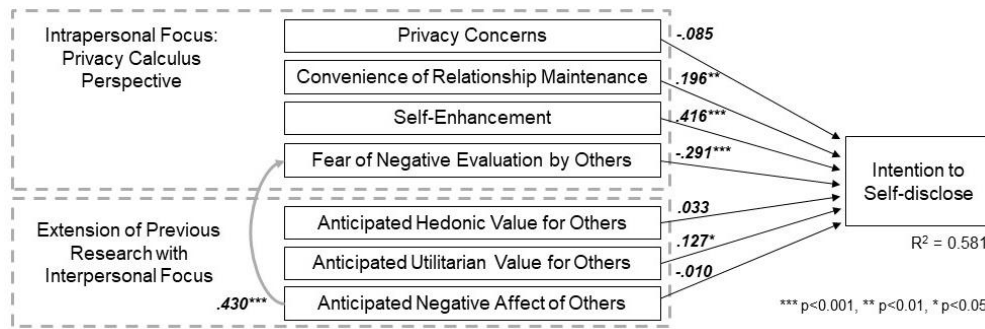 Intrapersonal Focus:
Privacy Calculus
Perspective
Privacy Concerns
-.085
Convenience of Relationship Maintenance
.196**
Self-Enhancement
.416***
Fear of Negative Evaluation by Others
-.291***
Intention to
Self-disclose
R² = 0.581
Extension of Previous
Research with
Interpersonal Focus
Anticipated Hedonic Value for Others
.033
Anticipated Utilitarian Value for Others
.127*
Anticipated Negative Affect of Others
-.010
.430***
*** p<0.001, ** p<0.01, * p<0.05